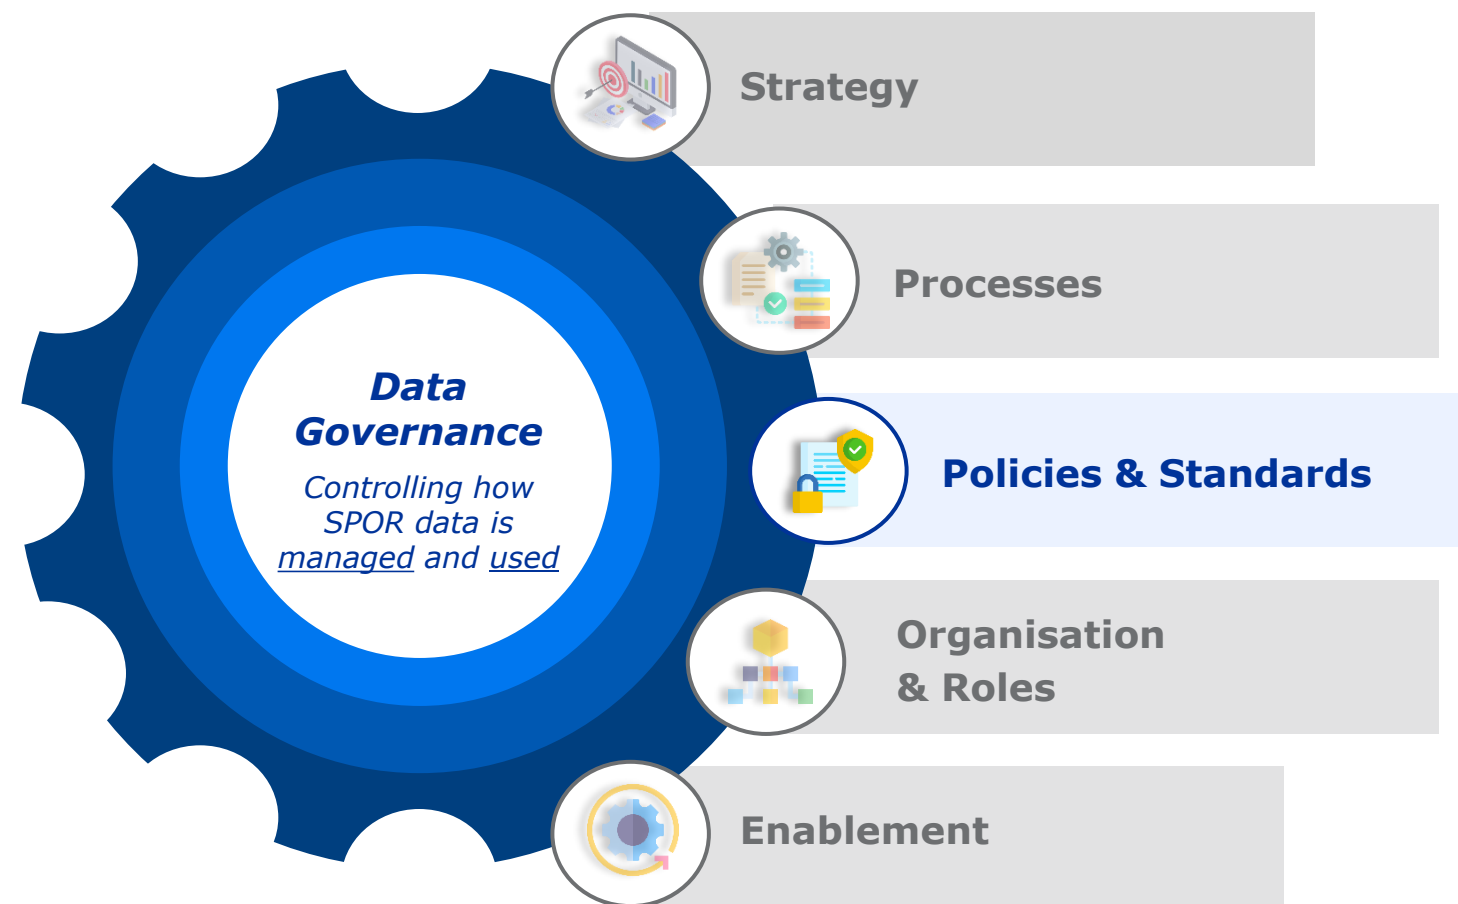 Strategy
Processes
Data
Governance
Controlling how
SPOR data is
managed and used
Policies & Standards
Organisation
& Roles
Enablement